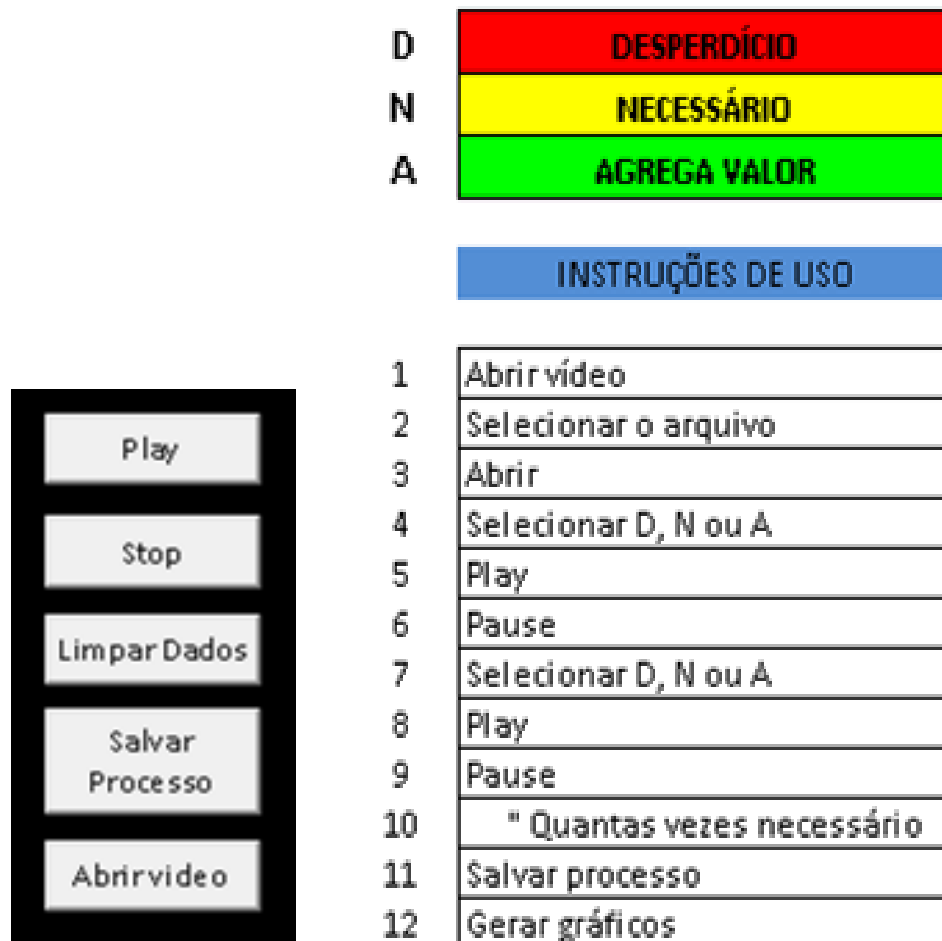 D DESPERDÍCIO
N NECESSÁRIO
A AGREGA VALOR
INSTRUÇÕES DE USO
1 Abrir vídeo
2 Selecionar o arquivo
3 Abrir
4 Selecionar D, N ou A
5 Play
6 Pause
7 Selecionar D, N ou A
8 Play
9 Pause
10 " Quantas vezes necessário
11 Salvar processo
12 Gerar gráficos
Play
Stop
Limpar Dados
Salvar
Processo
Abrir video